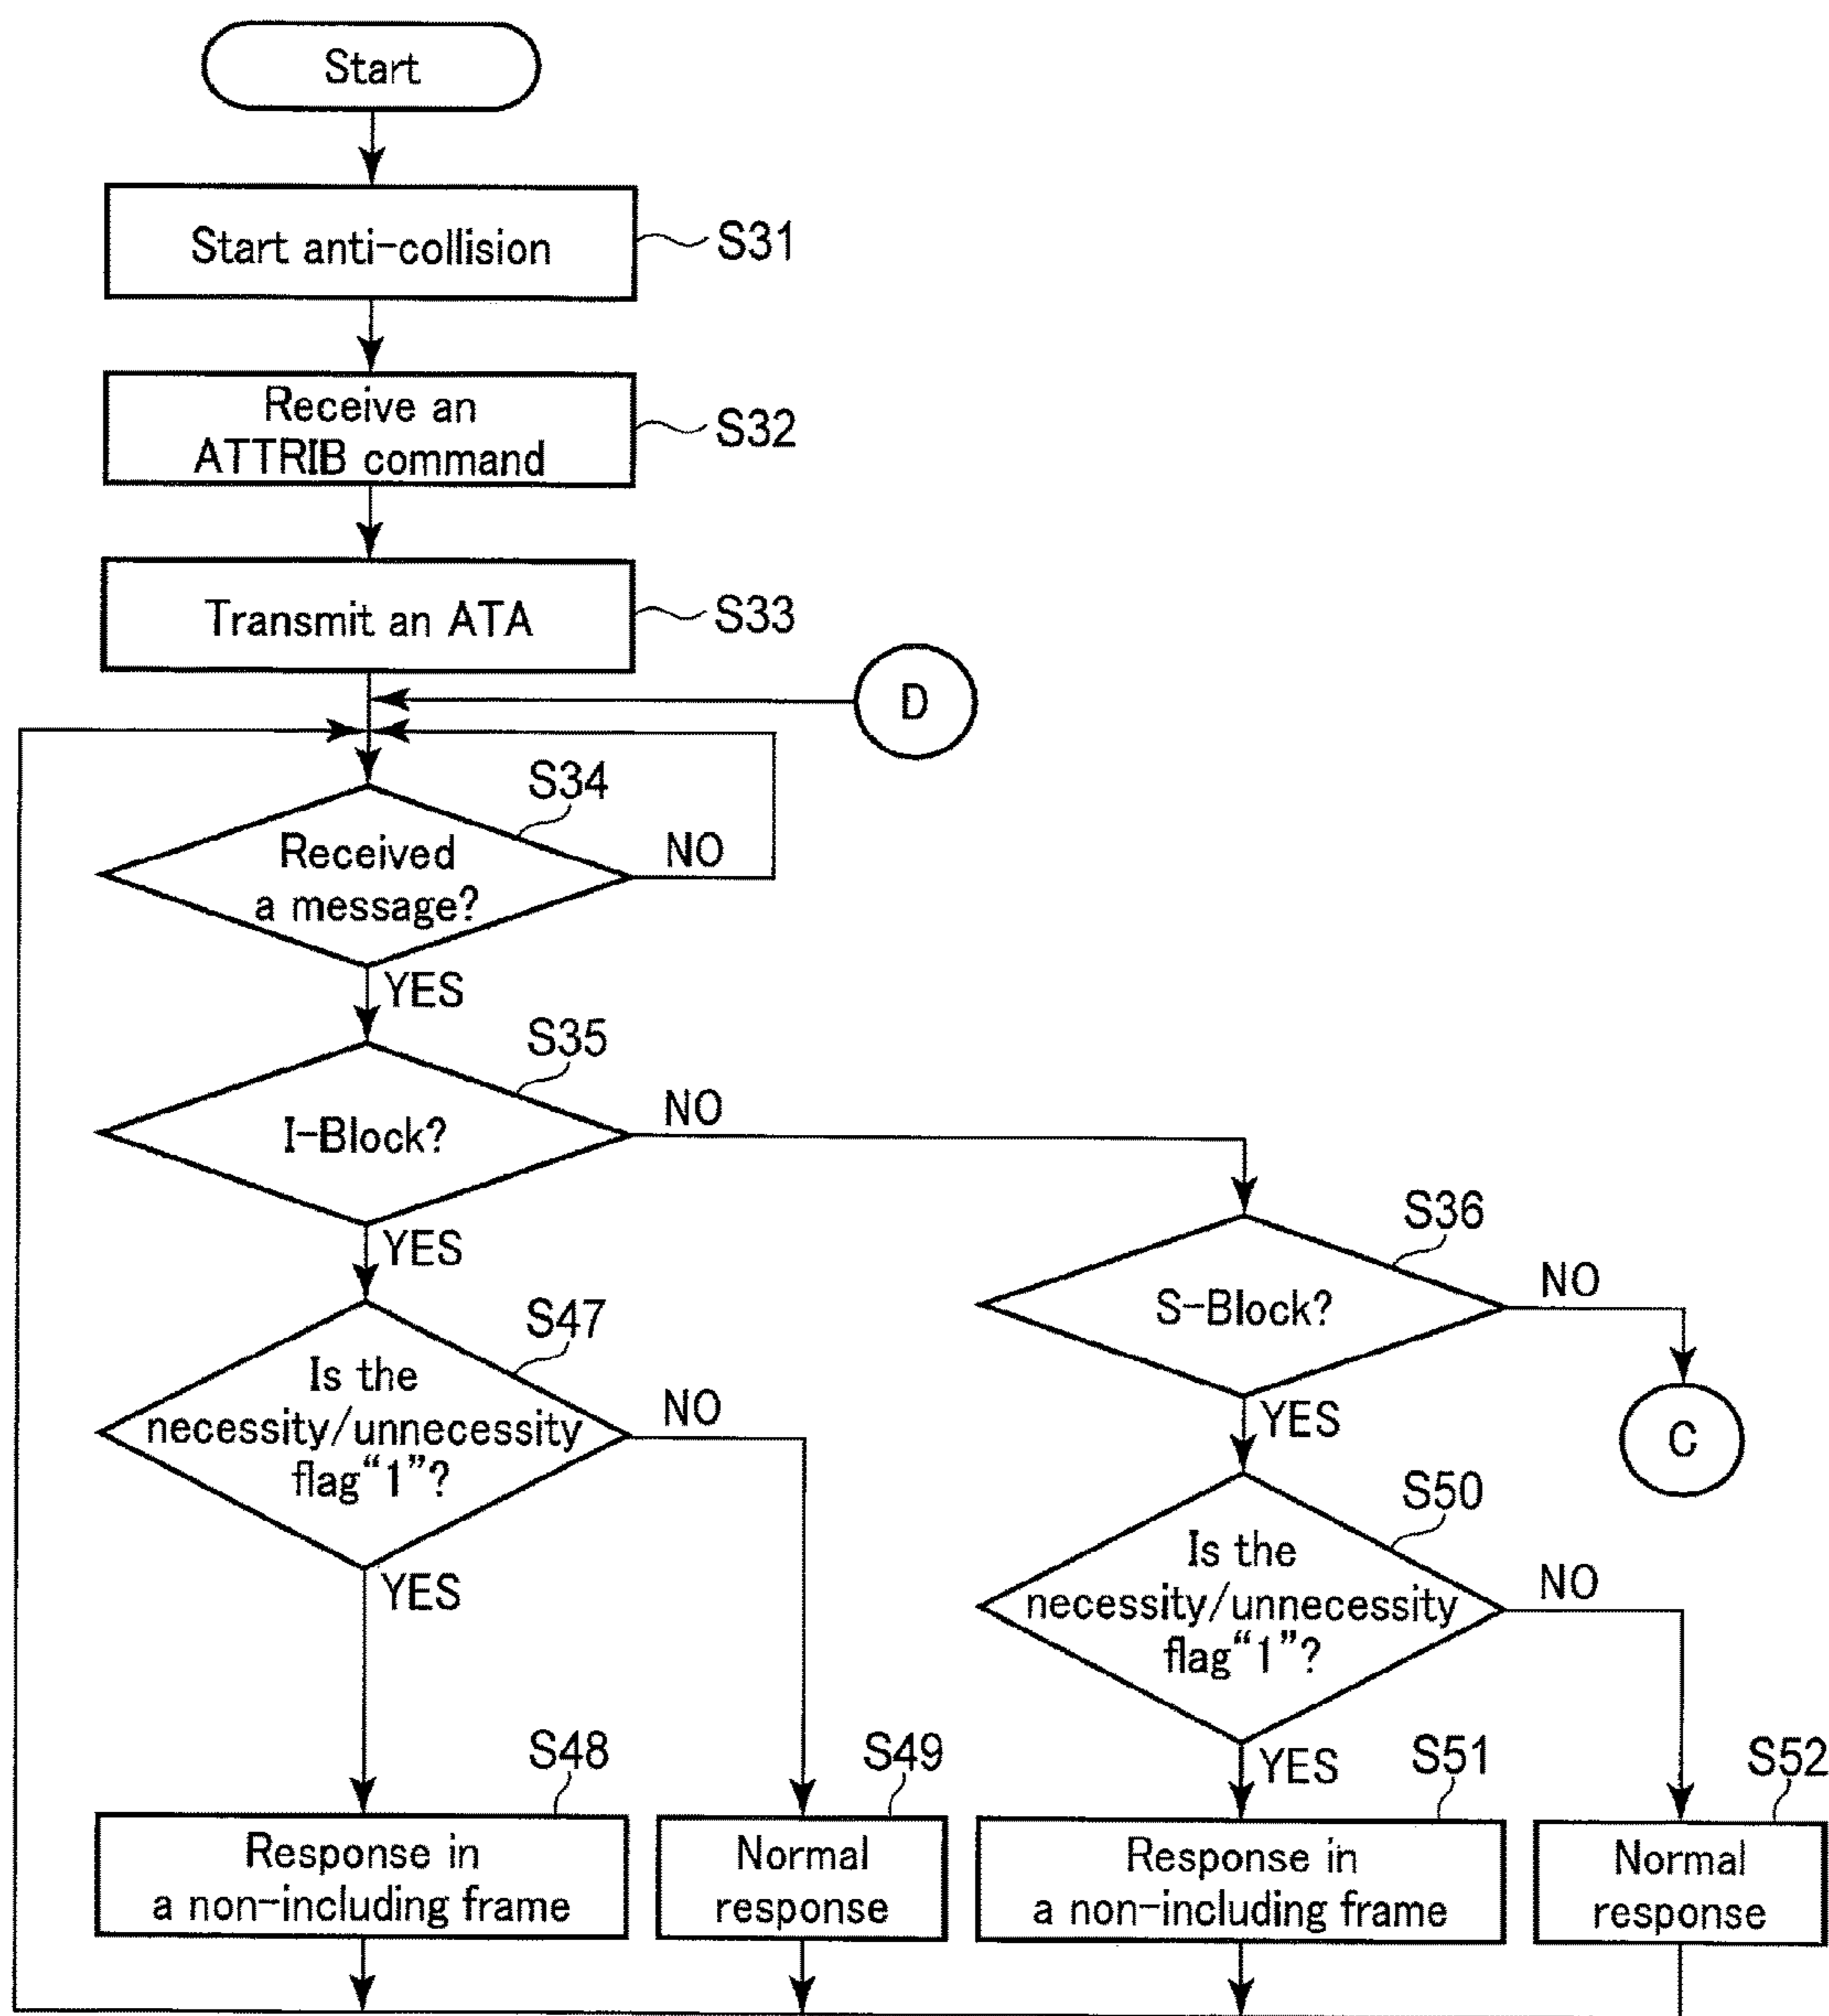 Start
Start anti-collision
S31
Receive an
ATTRIB command
S32
Transmit an ATA
S33
D
S34
Received
a message?
NO
YES
S35
I-Block?
NO
YES
S36
S-Block?
NO
YES
C
S47
Is the
necessity/unnecessity
flag“1”?
NO
YES
S50
Is the
necessity/unnecessity
flag“1”?
NO
YES
S48
Response in
a non-including frame
S49
Normal
response
S51
Response in
a non-including frame
S52
Normal
response